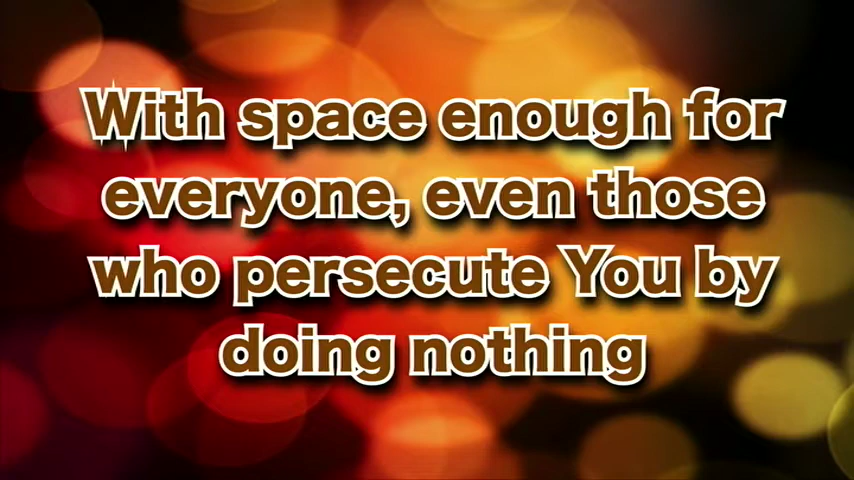 With space enough for
everyone, even those
who persecute You by
doing nothing